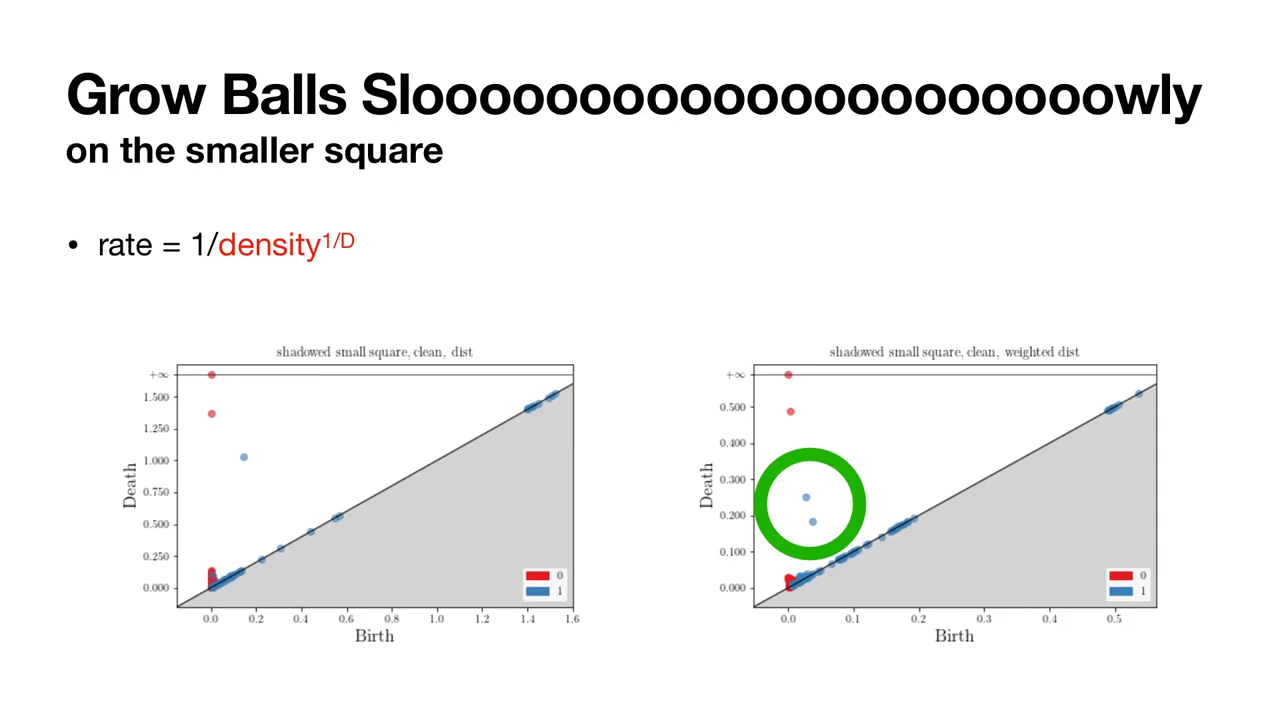 Grow Balls Sl​ooooooooooooooooooooowly
on the smaller square
• rate = 1/density^1/D
shadowed small square, clean, dist
+∞
1.500
1.250
1.000
0.750
0.500
0.250
0.000
Death
0
1
0.0 0.2 0.4 0.6 0.8 1.0 1.2 1.4 1.6
Birth
shadowed small square, clean, weighted dist
+∞
0.500
0.400
0.300
0.200
0.100
0.000
Death
0
1
0.0 0.1 0.2 0.3 0.4 0.5
Birth